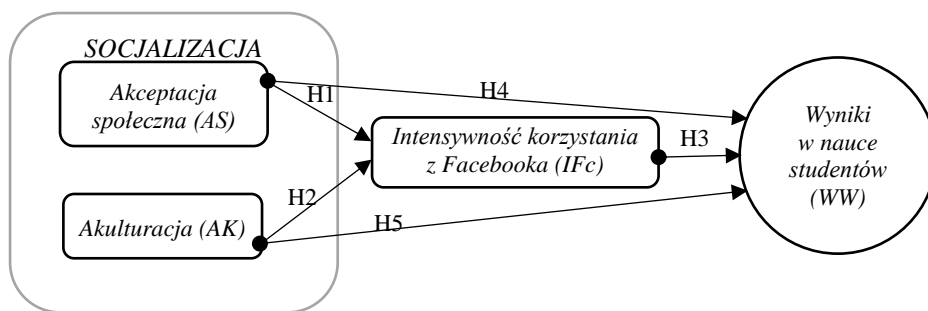 SOCJALIZACJA
Akceptacja
społeczna (AS)
H1
H4
Intensywność korzystania
z Facebooka (IFc)
H3
Wyniki
w nauce
studentów
(WW)
Akulturacja (AK)
H2
H5